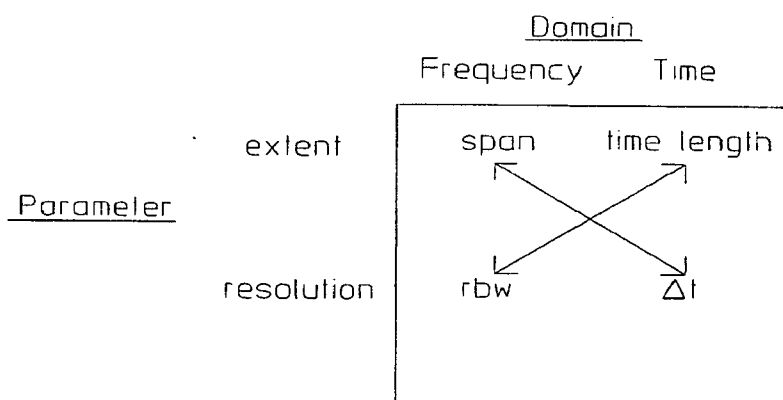 Domain
Frequency Time
extent span time length
Parameter
resolution rbw Δt